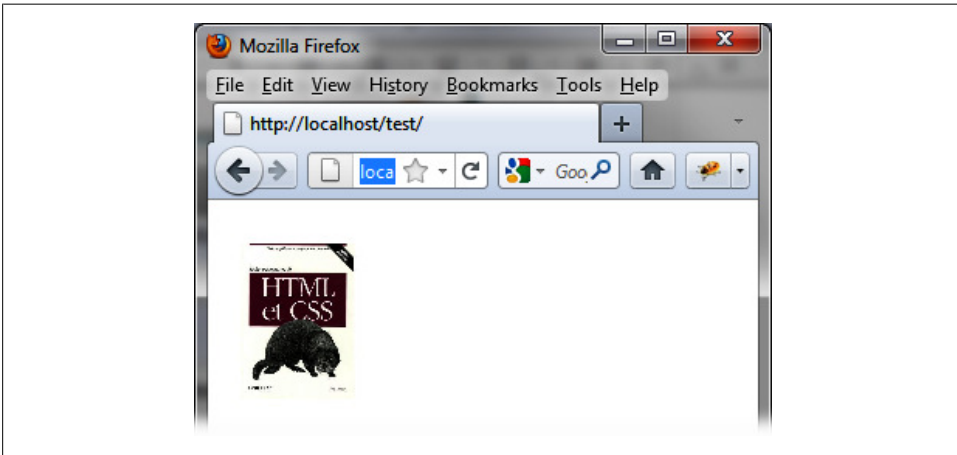 Mozilla Firefox
File Edit View History Bookmarks Tools Help
http://localhost/test/
loca Goo
HTML
et CSS